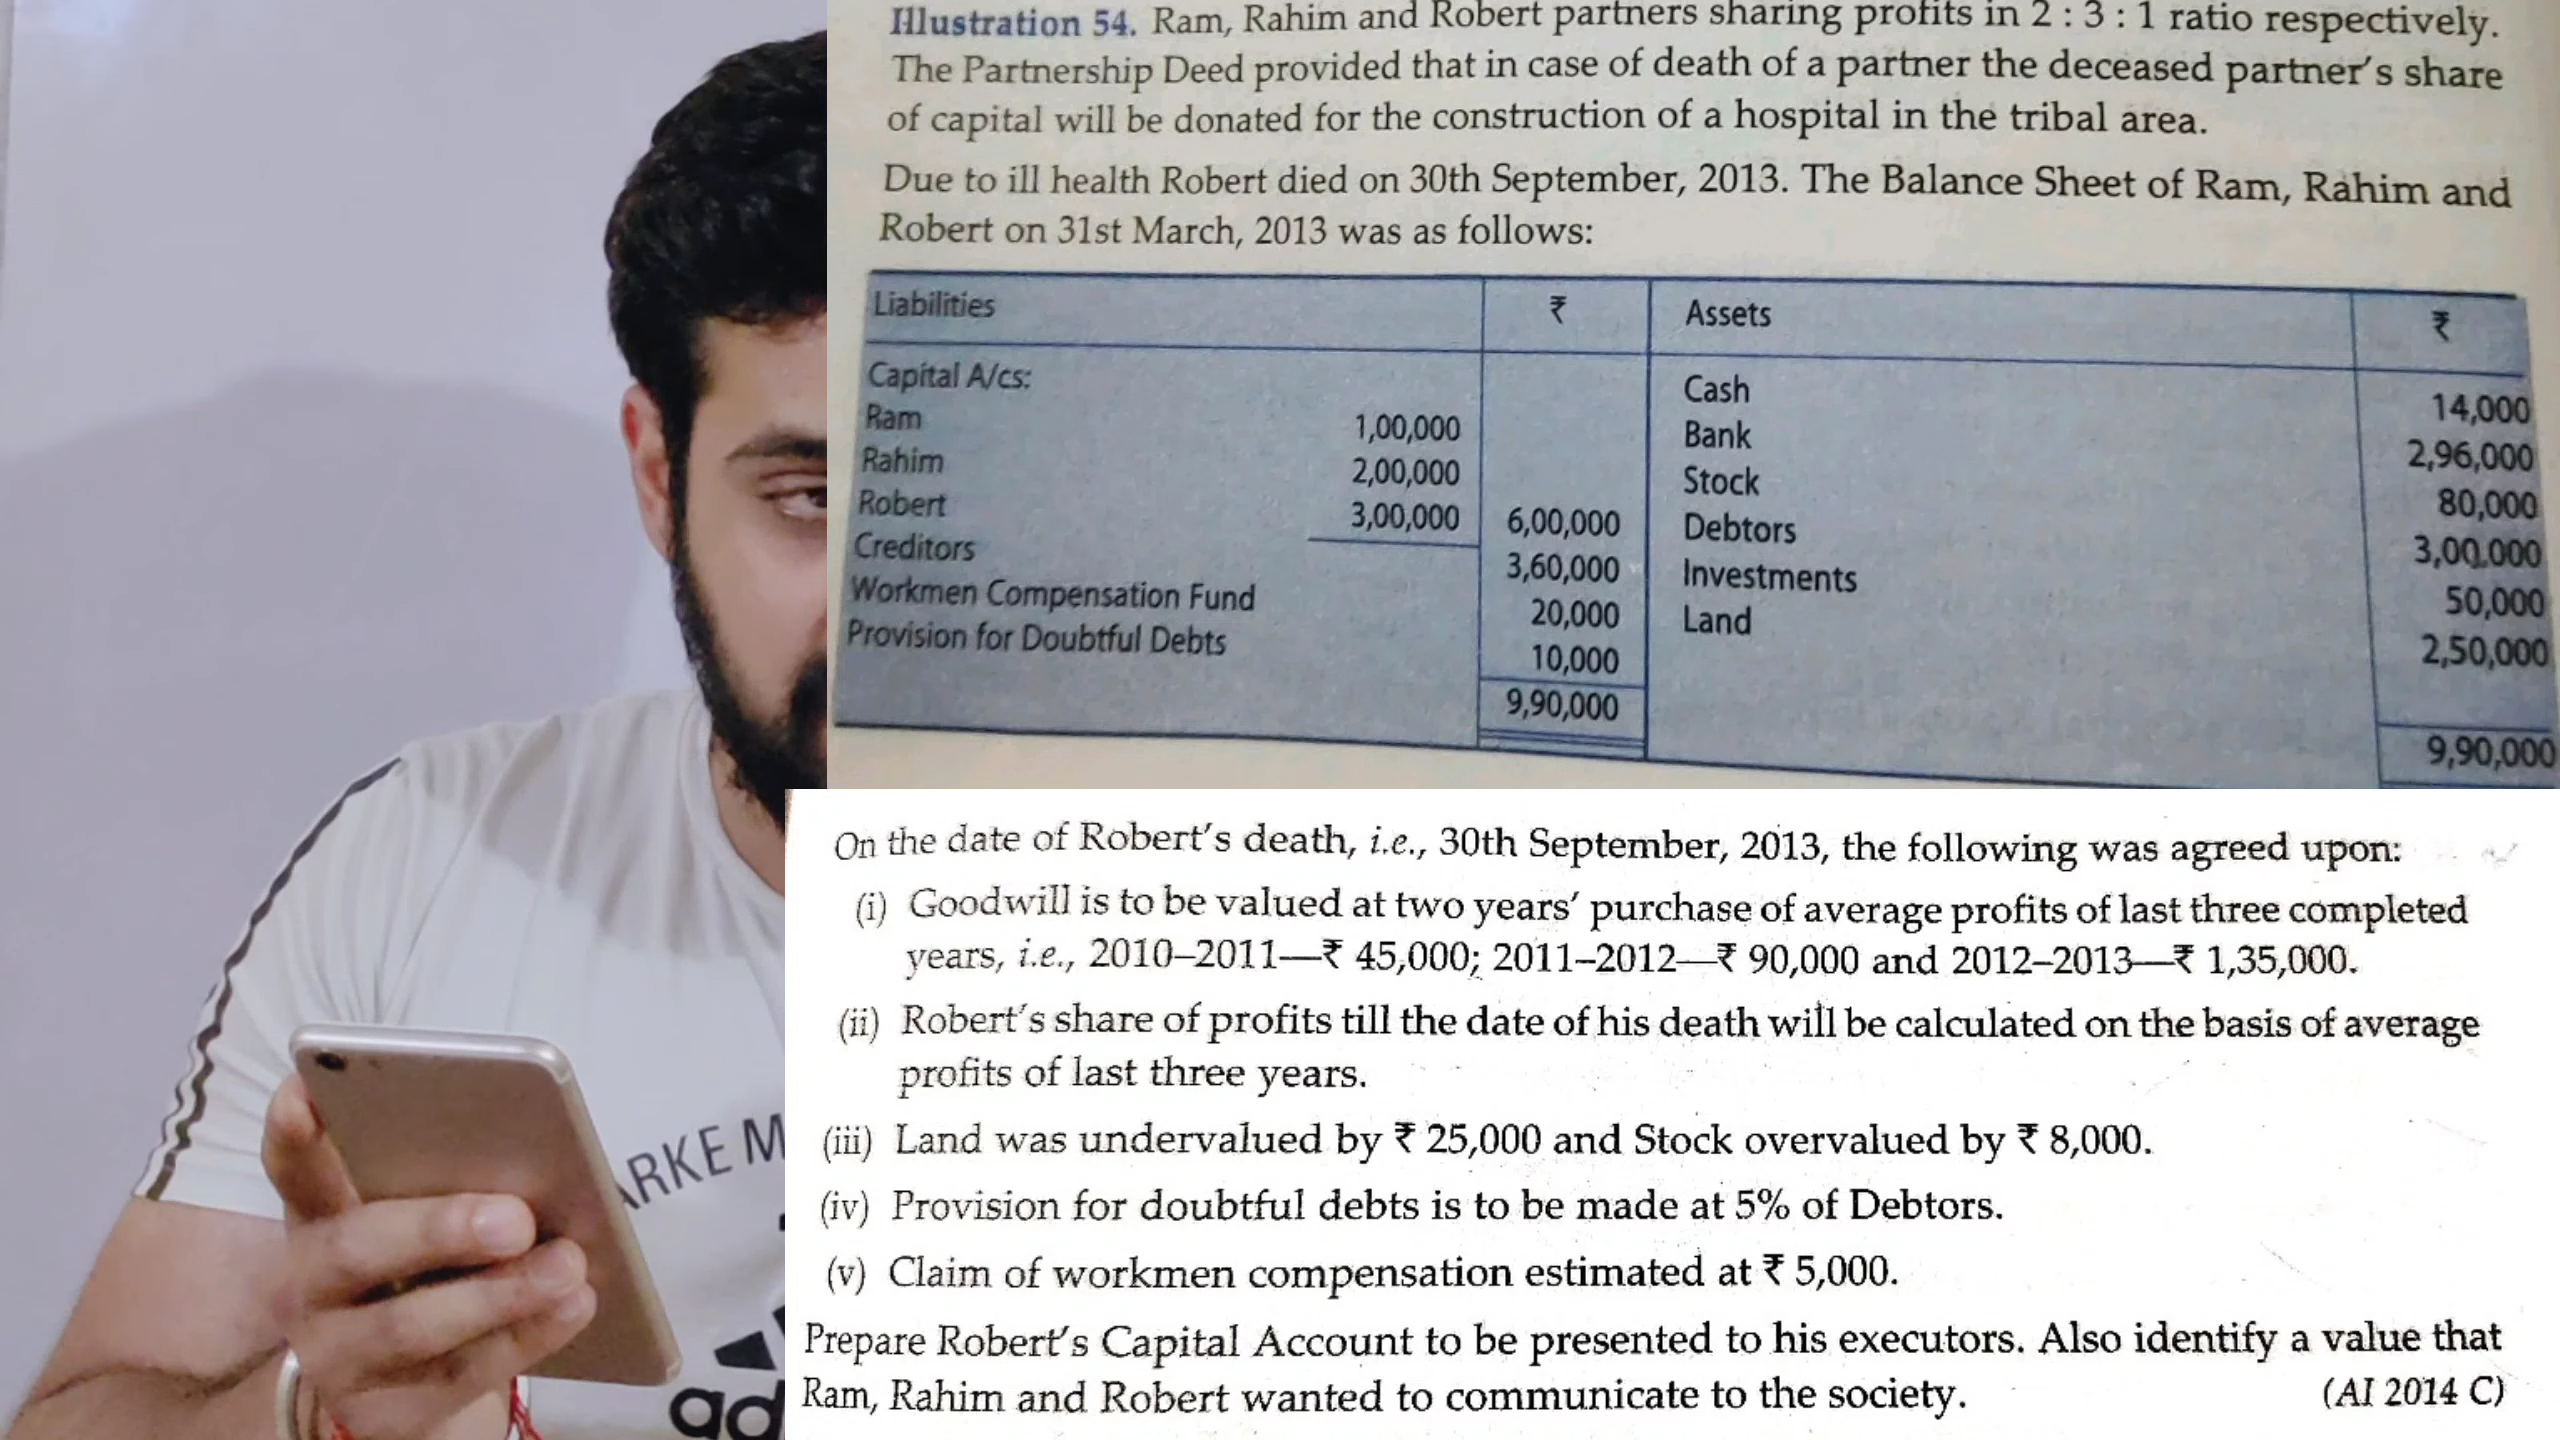 Illustration 54. Ram, Rahim and Robert partners sharing profits in 2 : 3 : 1 ratio respectively.
The Partnership Deed provided that in case of death of a partner the deceased partner's share
of capital will be donated for the construction of a hospital in the tribal area.
Due to ill health Robert died on 30th September, 2013. The Balance Sheet of Ram, Rahim and
Robert on 31st March, 2013 was as follows:
Liabilities ₹ Assets ₹
Capital A/cs: Cash 14,000
Ram 1,00,000 Bank 2,96,000
Rahim 2,00,000 Stock 80,000
Robert 3,00,000 6,00,000 Debtors 3,00,000
Creditors 3,60,000 Investments 50,000
Workmen Compensation Fund 20,000 Land 2,50,000
Provision for Doubtful Debts 10,000
9,90,000 9,90,000
On the date of Robert's death, i.e., 30th September, 2013, the following was agreed upon:
(i) Goodwill is to be valued at two years' purchase of average profits of last three completed
years, i.e., 2010–2011—₹ 45,000; 2011–2012—₹ 90,000 and 2012–2013—₹ 1,35,000.
(ii) Robert's share of profits till the date of his death will be calculated on the basis of average
profits of last three years.
(iii) Land was undervalued by ₹ 25,000 and Stock overvalued by ₹ 8,000.
(iv) Provision for doubtful debts is to be made at 5% of Debtors.
(v) Claim of workmen compensation estimated at ₹ 5,000.
Prepare Robert's Capital Account to be presented to his executors. Also identify a value that
Ram, Rahim and Robert wanted to communicate to the society. (AI 2014 C)
ARKE M
ad